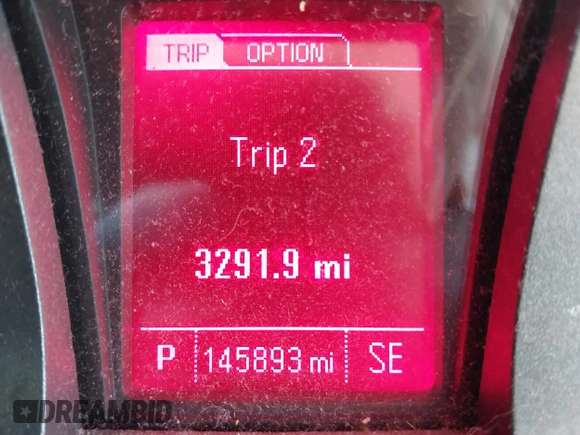 TRIP OPTION
Trip 2
3291.9 mi
P 145893 mi SE
DREAMBID